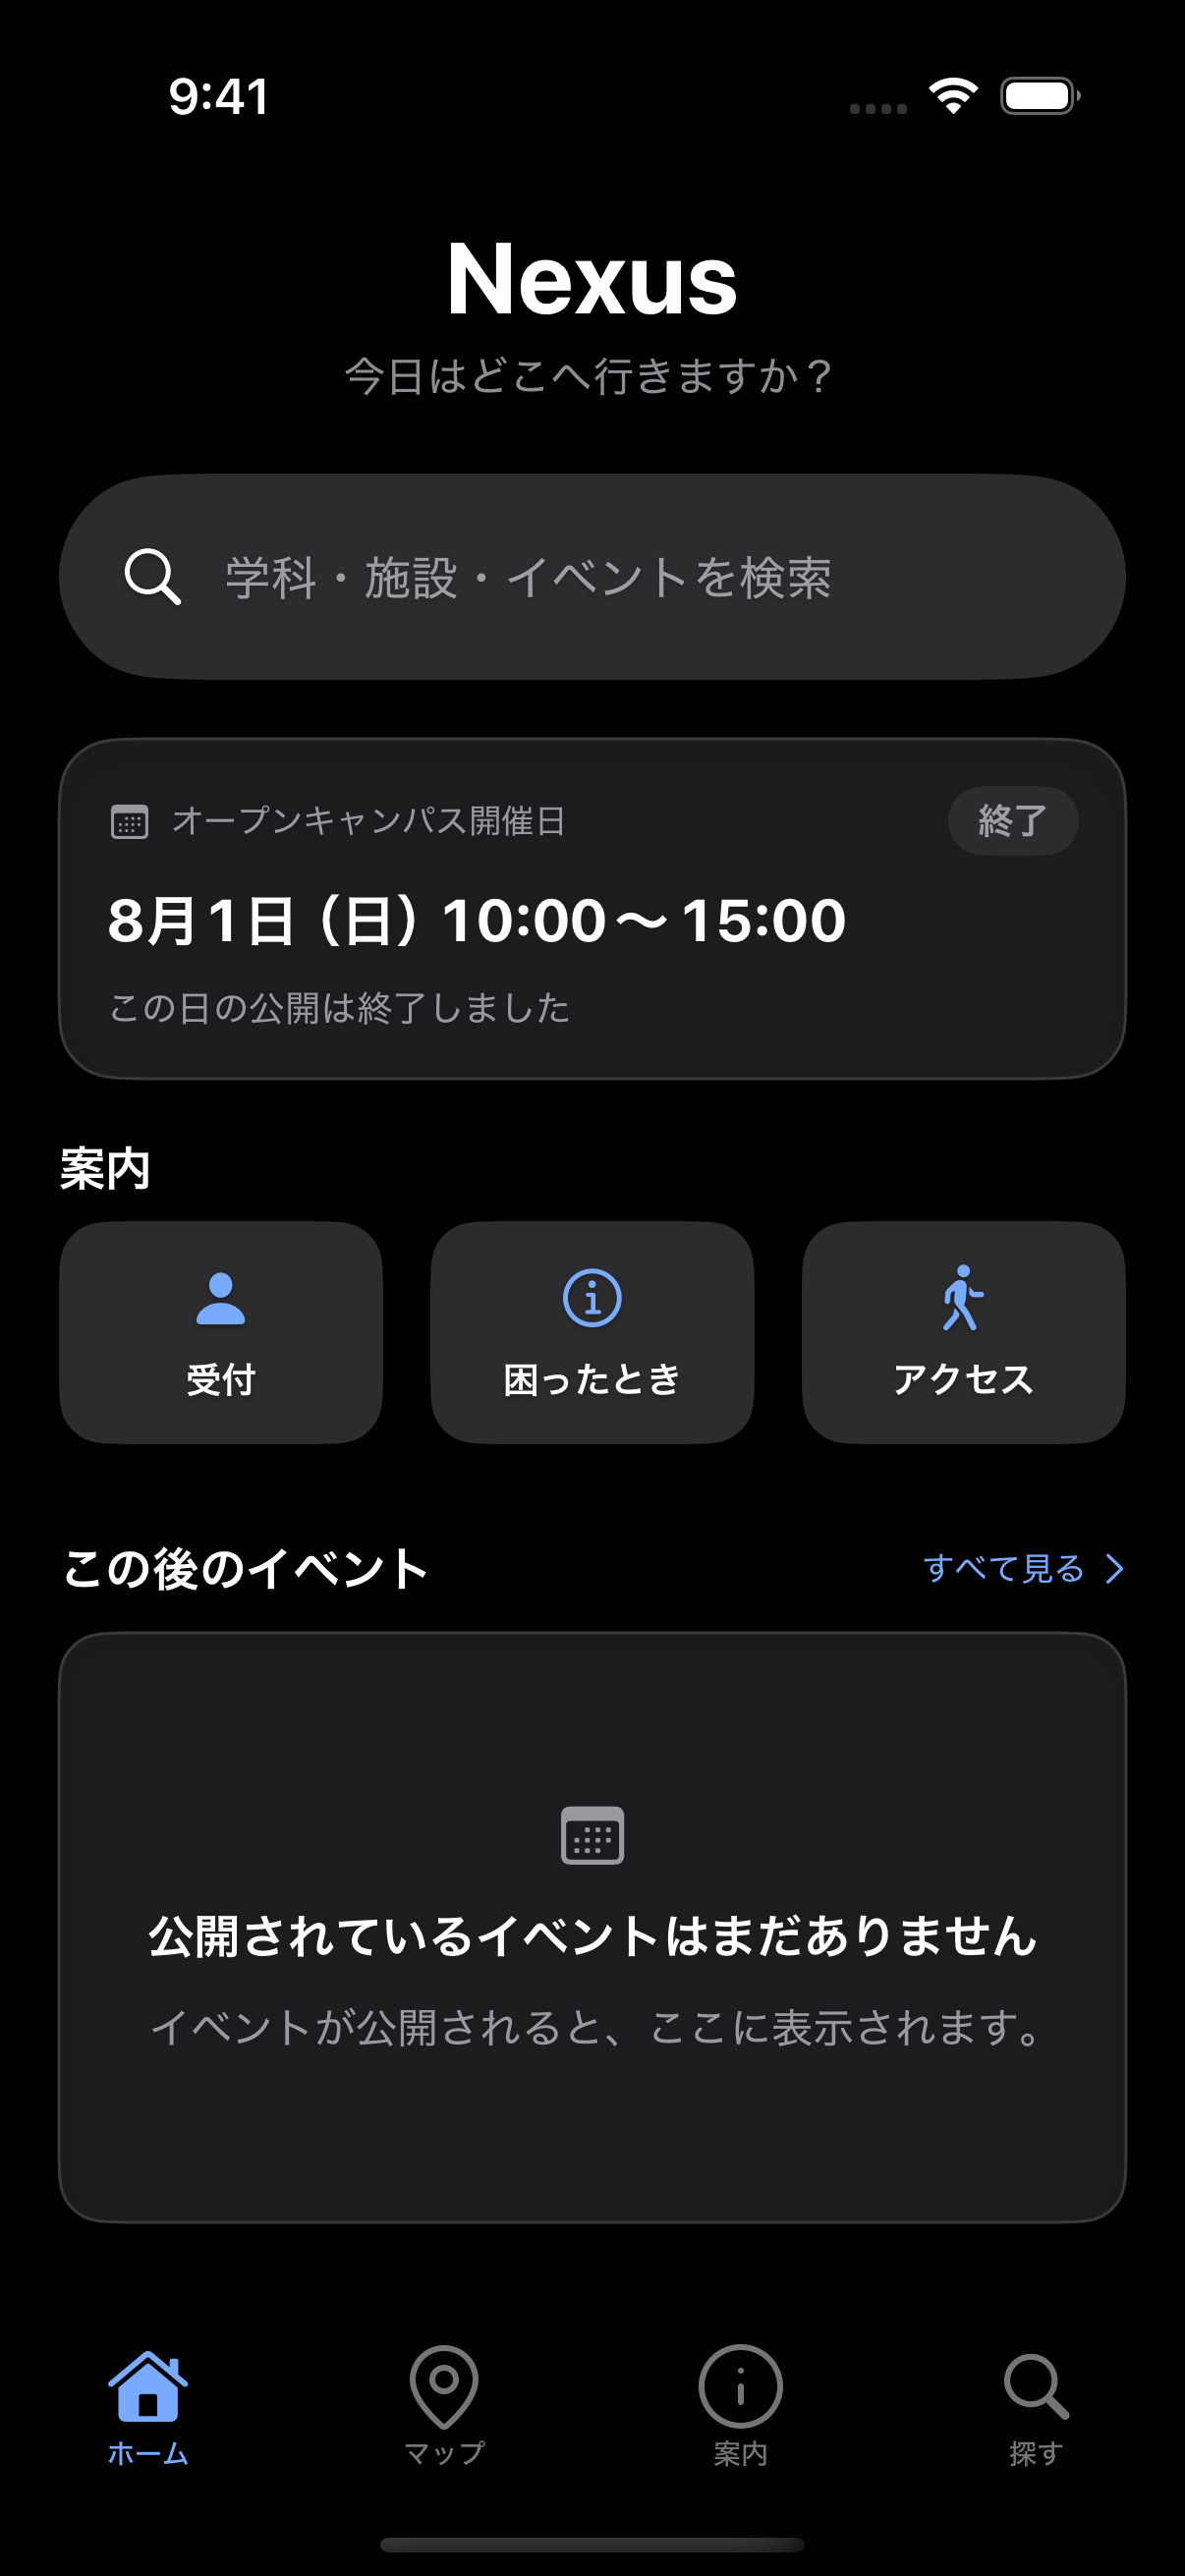 9:41
Nexus
今日はどこへ行きますか？
学科・施設・イベントを検索
オープンキャンパス開催日
終了
8月1日（日）10:00〜15:00
この日の公開は終了しました
案内
受付
困ったとき
アクセス
この後のイベント
すべて見る
公開されているイベントはまだありません
イベントが公開されると、ここに表示されます。
ホーム
マップ
案内
探す